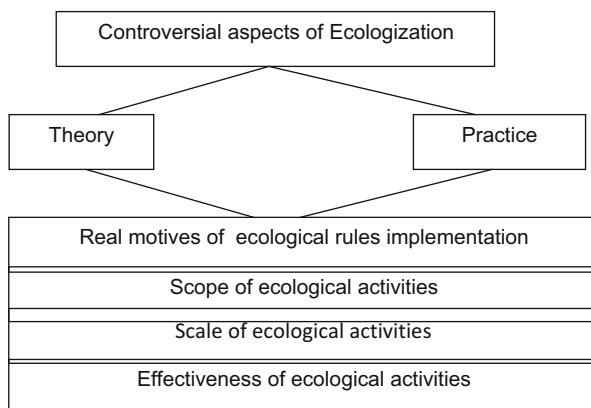 Controversial aspects of Ecologization
Theory
Practice
Real motives of ecological rules implementation
Scope of ecological activities
Scale of ecological activities
Effectiveness of ecological activities